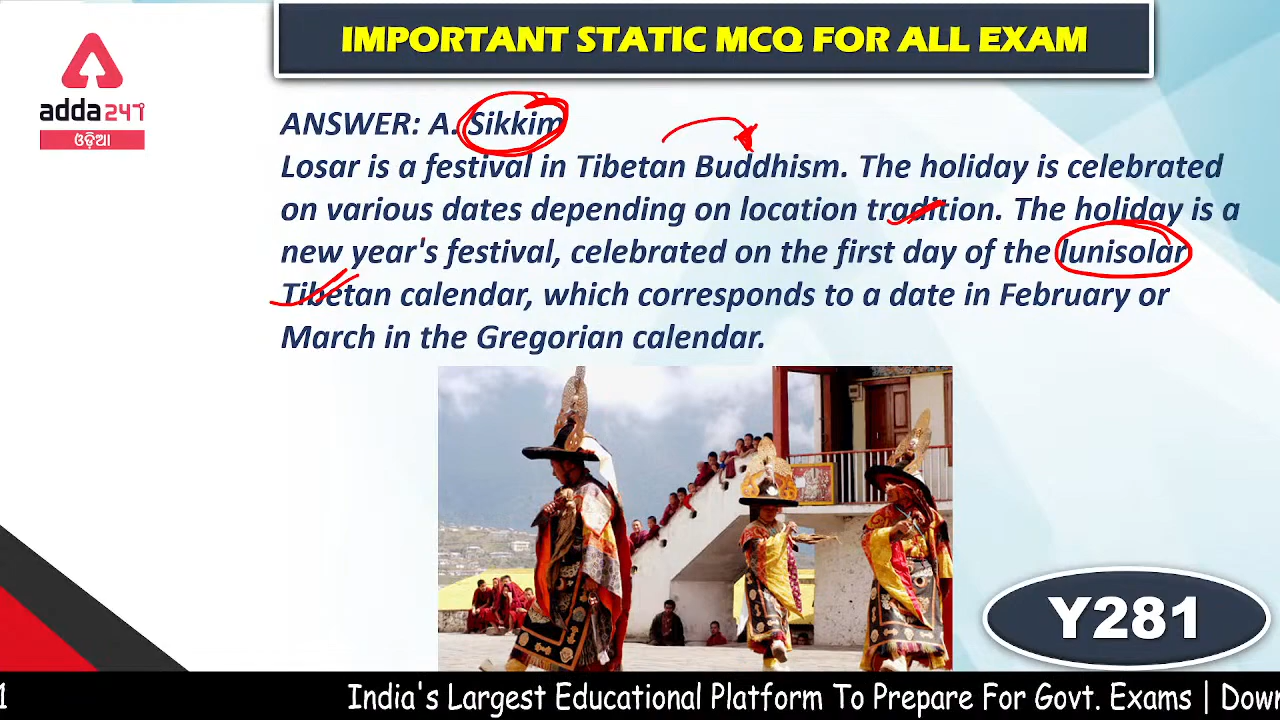 IMPORTANT STATIC MCQ FOR ALL EXAM
adda247
ଓଡ଼ିଆ
ANSWER: A. Sikkim
Losar is a festival in Tibetan Buddhism. The holiday is celebrated
on various dates depending on location tradition. The holiday is a
new year's festival, celebrated on the first day of the lunisolar
Tibetan calendar, which corresponds to a date in February or
March in the Gregorian calendar.
Y281
1
India's Largest Educational Platform To Prepare For Govt. Exams | Down